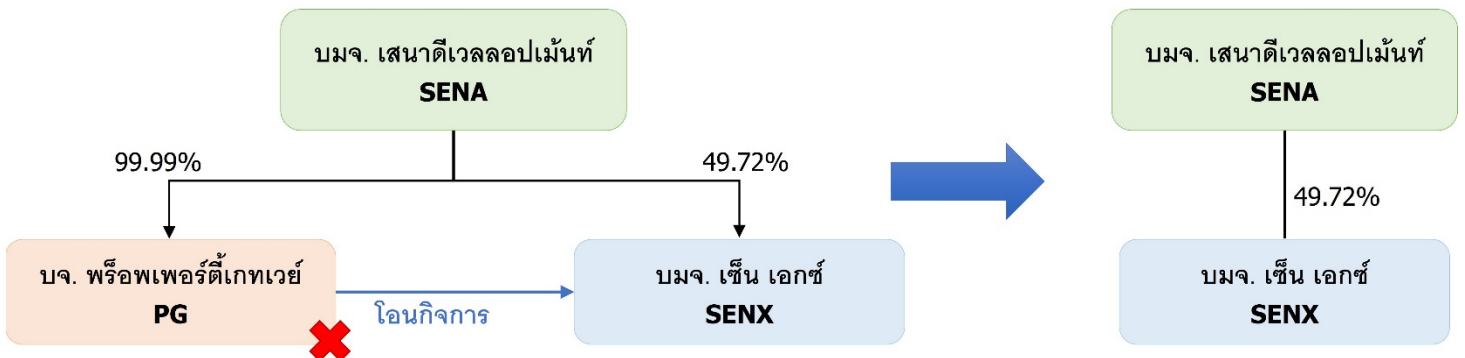 บมจ. เสนาดีเวลลอปเม้นท์
SENA
99.99%
49.72%
บจ. พร็อพเพอร์ตี้เกทเวย์
PG
โอนกิจการ
บมจ. เซ็น เอกซ์
SENX
บมจ. เสนาดีเวลลอปเม้นท์
SENA
49.72%
บมจ. เซ็น เอกซ์
SENX